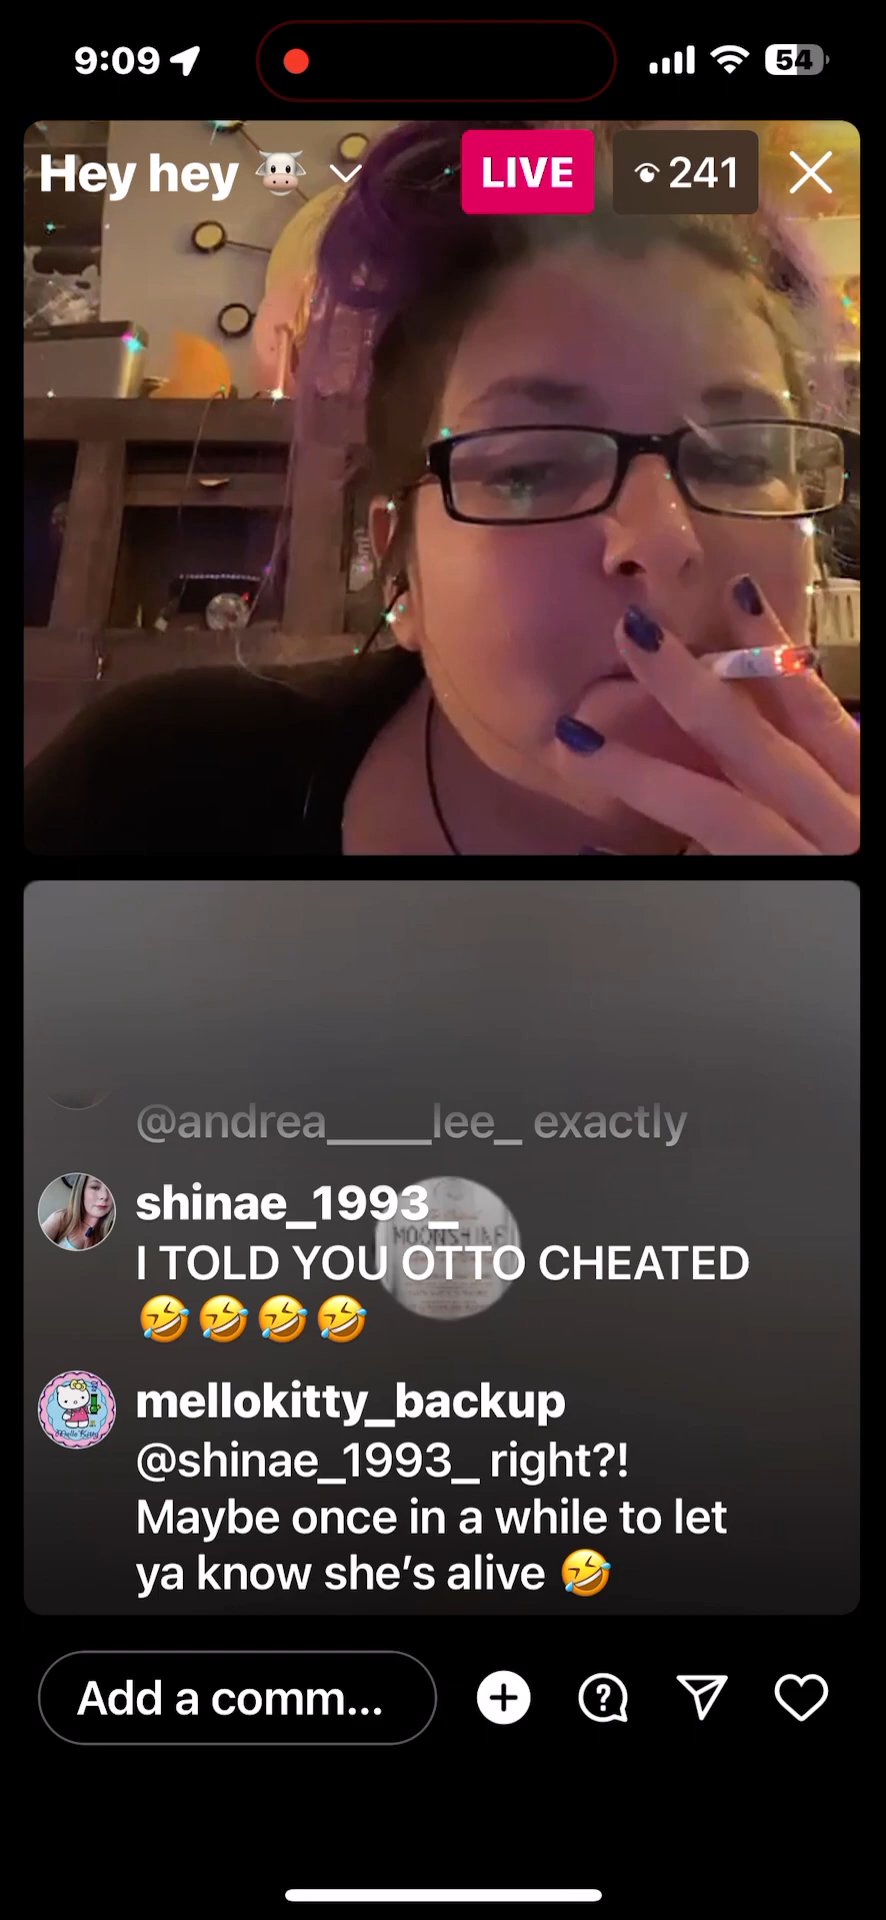 9:09
54
Hey hey 🐮
LIVE
241
@andrea____lee_ exactly
shinae_1993_
MOONSHINE
I TOLD YOU OTTO CHEATED
🤣🤣🤣🤣
mellokitty_backup
@shinae_1993_ right?!
Maybe once in a while to let
ya know she’s alive 🤣
Add a comm...